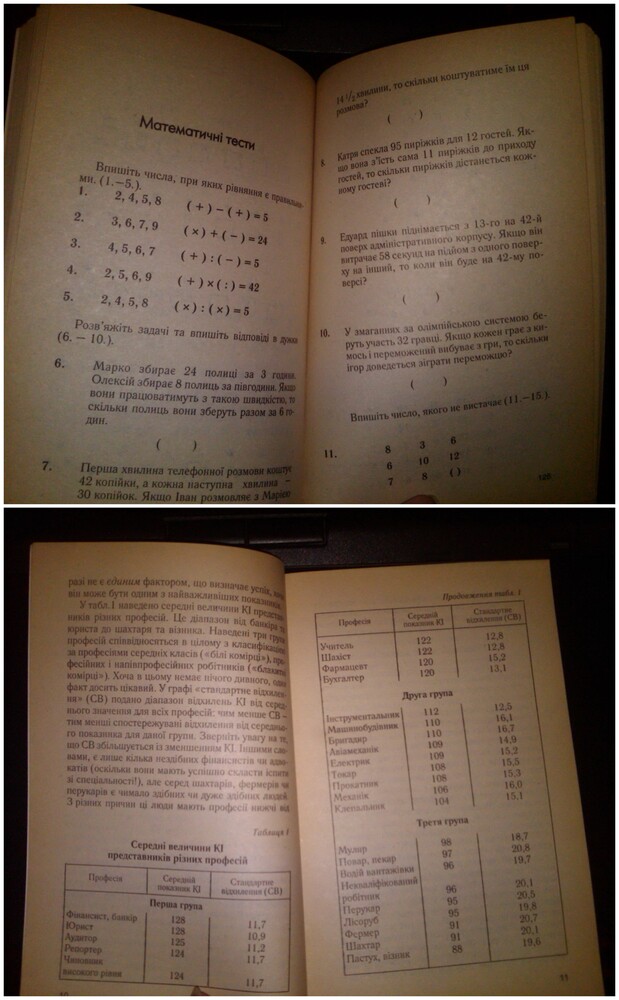 Математичні тести
Впишіть числа, при яких рівняння є правильни-
ми. (1.—5.).
1. 2, 4, 5, 8 ( + ) – ( + ) = 5
2. 3, 6, 7, 9 ( × ) + ( – ) = 24
3. 4, 5, 6, 7 ( + ) : ( – ) = 5
4. 2, 5, 6, 9 ( + ) × ( : ) = 42
5. 2, 4, 5, 8 ( × ) : ( × ) = 5
Розв'яжіть задачі та впишіть відповіді в дужки
(6. — 10.).
6. Марко збирає 24 полиці за 3 години.
Олексій збирає 8 полиць за півгодини. Якщо
вони працюватимуть з такою швидкістю, то
скільки полиць вони зберуть разом за 6 го-
дин.
( )
7. Перша хвилина телефонної розмови коштує
42 копійки, а кожна наступна хвилина –
30 копійок. Якщо Іван розмовляє з Марією
14 1/2 хвилини, то скільки коштуватиме їм ця
розмова?
( )
8. Катря спекла 95 пиріжків для 12 гостей. Як-
що вона з'їсть сама 11 пиріжків до приходу
гостей, то скільки пиріжків дістанеться кож-
ному гостеві?
( )
9. Едуард пішки піднімається з 13-го на 42-й
поверх адміністративного корпусу. Якщо він
витрачає 58 секунд на підйом з одного повер-
ху на інший, то коли він буде на 42-му по-
версі?
( )
10. У змаганнях за олімпійською системою бе-
руть участь 32 гравці. Якщо кожен грає з ки-
мось і переможений вибуває з гри, то скільки
ігор доведеться зіграти переможцю?
( )
Впишіть число, якого не вистачає (11.—15.).
11. 8 3 6
6 10 12
7 8 ( )
125
разі не є єдиним фактором, що визначає успіх,
він може бути одним з найважливіших показників.
У табл.1 наведено середні величини КІ предста-
вників різних професій. Це діапазон від банкіра та
юриста до шахтаря та візника. Наведені три групи
професій співвідносяться в цілому з класифікацією
за професіями середніх класів («білі комірці»), про-
фесійних і напівпрофесійних робітників («блакитні
комірці»). Хоча в цьому немає нічого дивного, один
факт досить цікавий. У графі «стандартне відхилен-
ня» (СВ) подано діапазон відхилень КІ від серед-
нього значення для всіх професій: чим менше СВ –
тим менші спостережувані відхилення від середньо-
го показника для даної групи. Зверніть увагу на те,
що СВ збільшується із зменшенням КІ. Іншими сло-
вами, є лише кілька нездібних фінансистів чи адво-
катів (оскільки вони мають успішно скласти іспити
зі спеціальності!), але серед шахтарів, фермерів чи
перукарів є чимало здібних чи дуже здібних людей.
З різних причин ці люди мають професії нижчі від
Таблиця 1
Середні величини КІ
представників різних професій
Професія Середній показник КІ Стандартне відхилення (СВ)
Перша група
Фінансист, банкір 128 11,7
Юрист 128 10,9
Аудитор 125 11,2
Репортер 124 11,7
Чиновник
високого рівня 124 11,7
10
Продовження табл. 1
Професія Середній показник КІ Стандартне відхилення (СВ)
Учитель 122 12,8
Шахіст 122 12,8
Фармацевт 120 15,2
Бухгалтер 120 13,1
Друга група
Інструментальник 112 12,5
Машинобудівник 110 16,1
Бригадир 110 16,7
Авіамеханік 109 14,9
Електрик 109 15,2
Токар 108 15,5
Прокатник 108 15,3
Механік 106 16,0
Клепальник 104 15,1
Третя група
Муляр 98 18,7
Повар, пекар 97 20,8
Водій вантажівки 96 19,7
Некваліфікований
робітник 96 20,1
Перукар 95 20,5
Лісоруб 95 19,8
Фермер 91 20,7
Шахтар 91 20,1
Пастух, візник 88 19,6
11